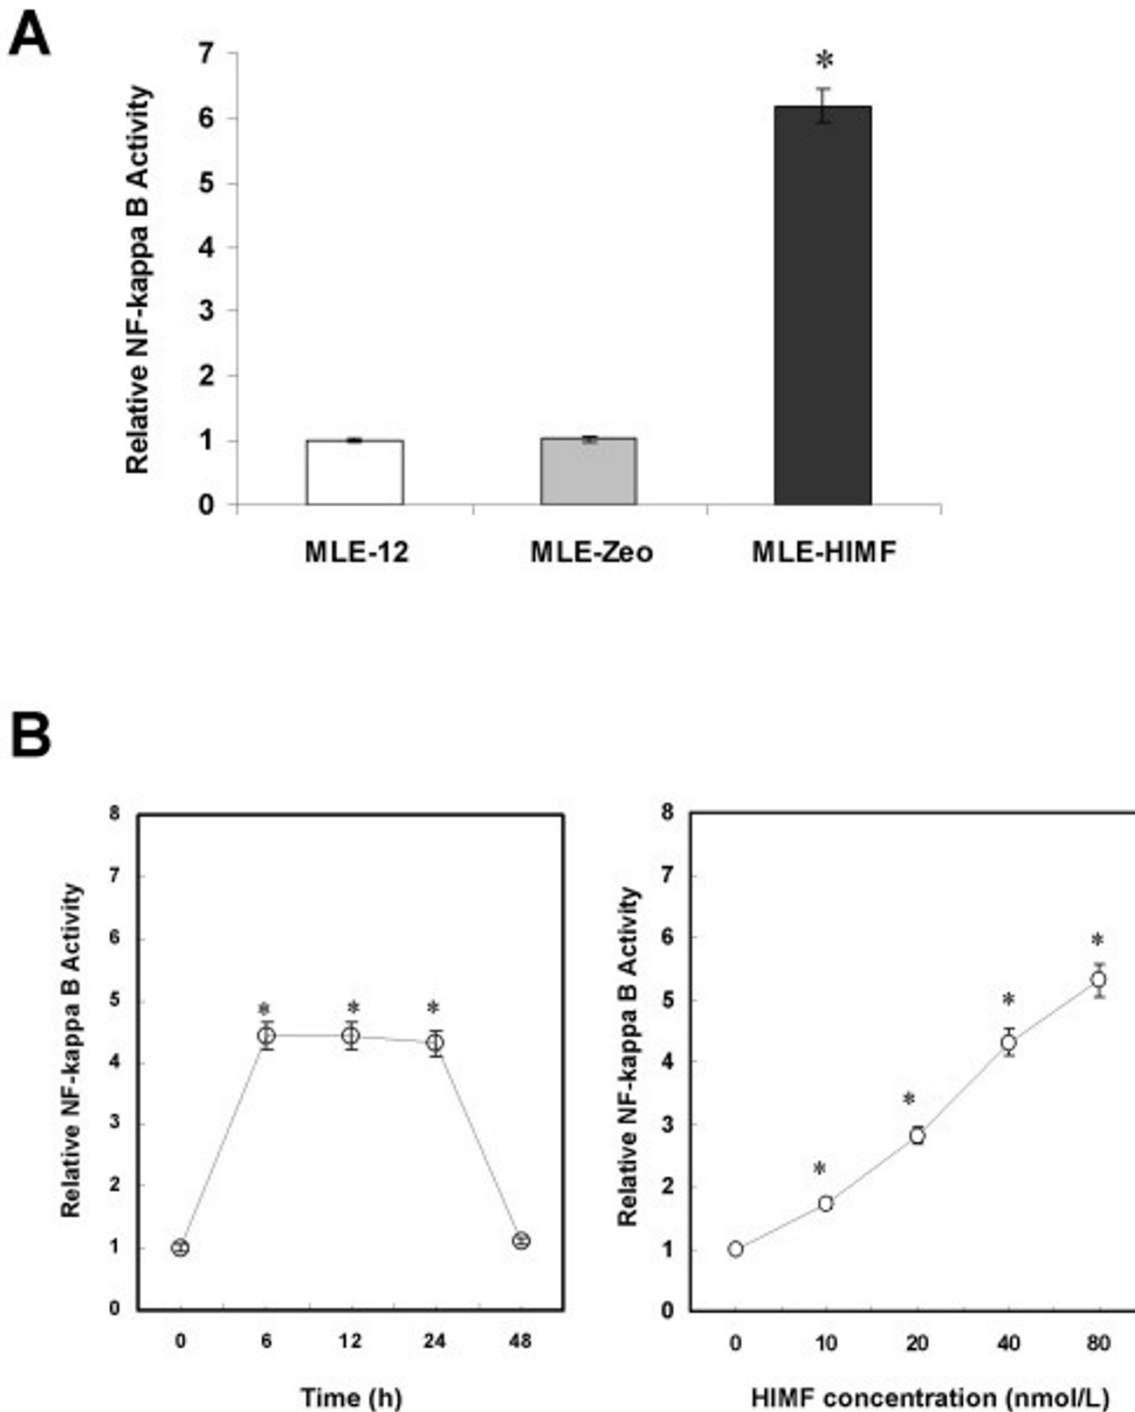 A
Relative NF-kappa B Activity
7
6
5
4
3
2
1
0
*
MLE-12 MLE-Zeo MLE-HIMF
B
Relative NF-kappa B Activity
8
7
6
5
4
3
2
1
0
* * *
0 6 12 24 48
Time (h)
Relative NF-kappa B Activity
8
7
6
5
4
3
2
1
0
* * * *
0 10 20 40 80
HIMF concentration (nmol/L)